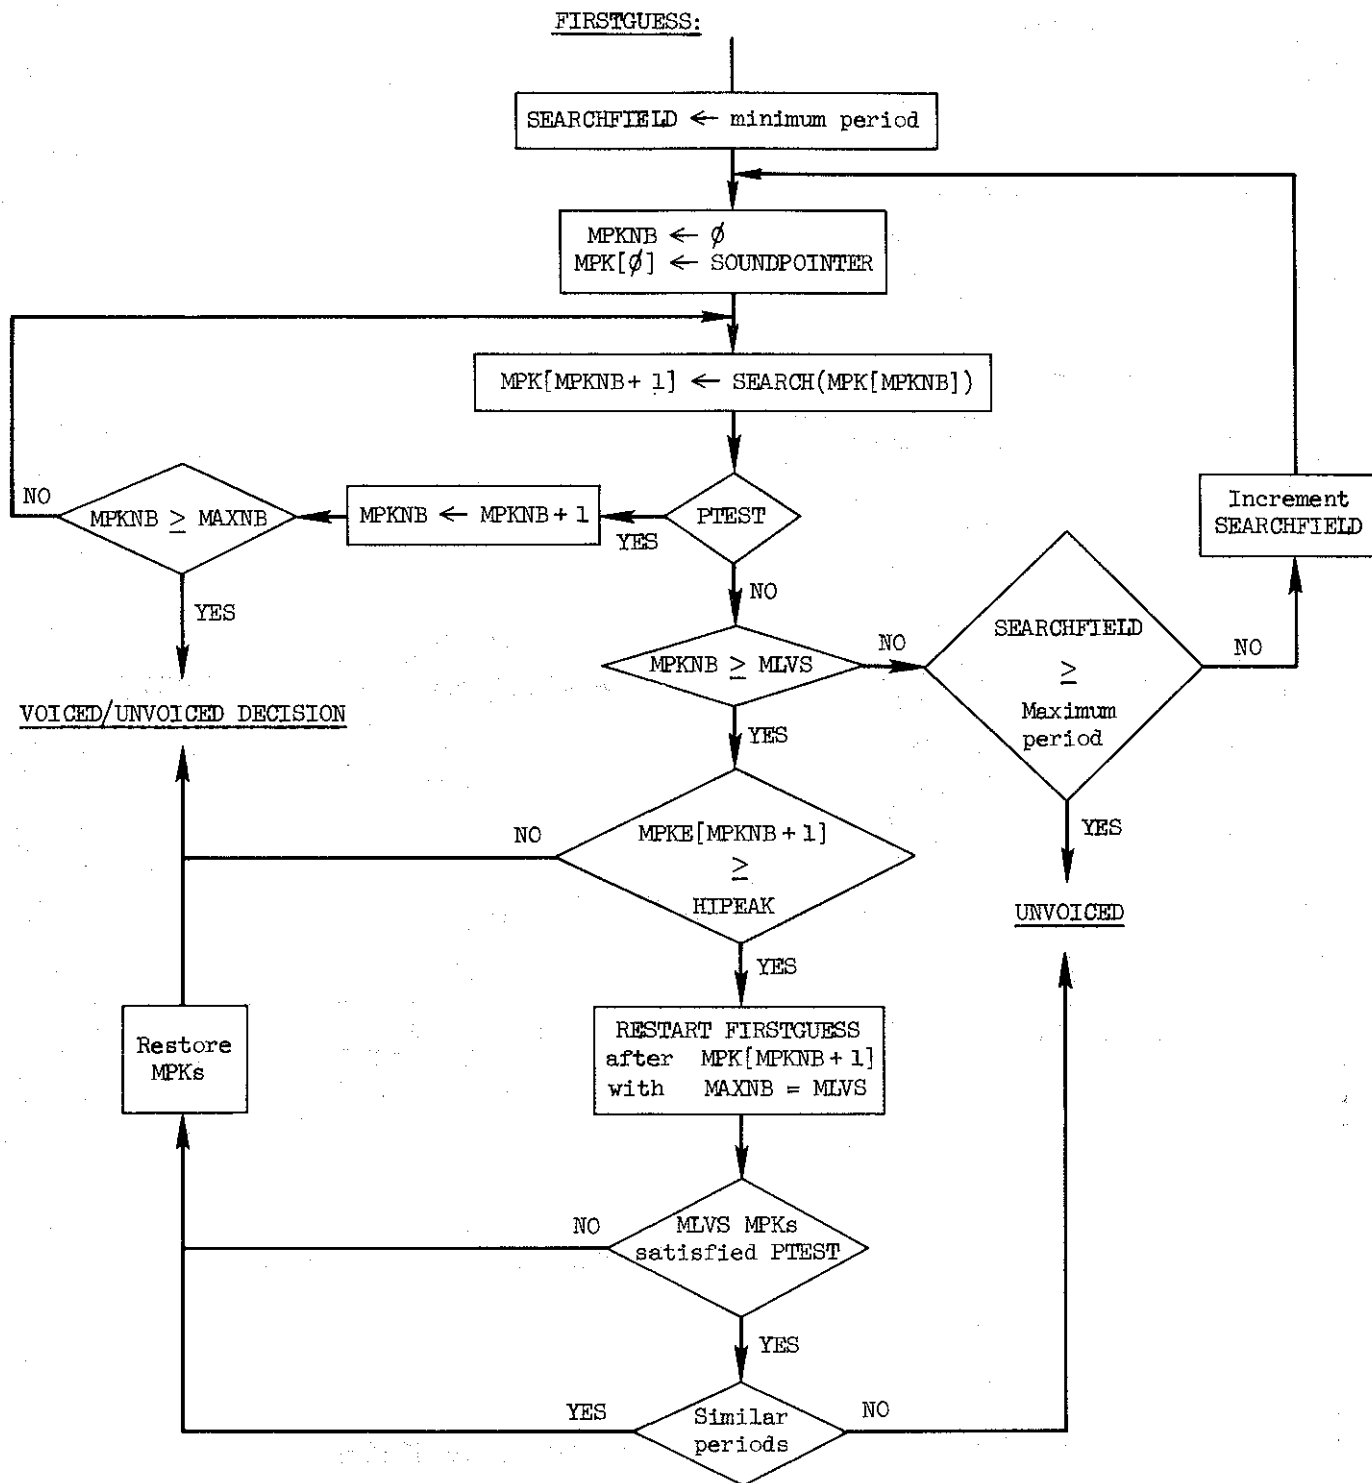 FIRSTGUESS:
SEARCHFIELD ← minimum period
MPKNB ← ∅
MPK[∅] ← SOUNDPOINTER
MPK[MPKNB + 1] ← SEARCH(MPK[MPKNB])
PTEST
YES
MPKNB ← MPKNB + 1
MPKNB ≥ MAXNB
NO
YES
NO
MPKNB ≥ MLVS
NO
SEARCHFIELD
≥
Maximum
period
NO
Increment
SEARCHFIELD
VOICED/UNVOICED DECISION
YES
YES
MPKE[MPKNB + 1]
≥
HIPEAK
NO
UNVOICED
YES
RESTART FIRSTGUESS
after MPK[MPKNB + 1]
with MAXNB = MLVS
Restore
MPKs
MLVS MPKs
satisfied PTEST
NO
YES
Similar
periods
YES
NO